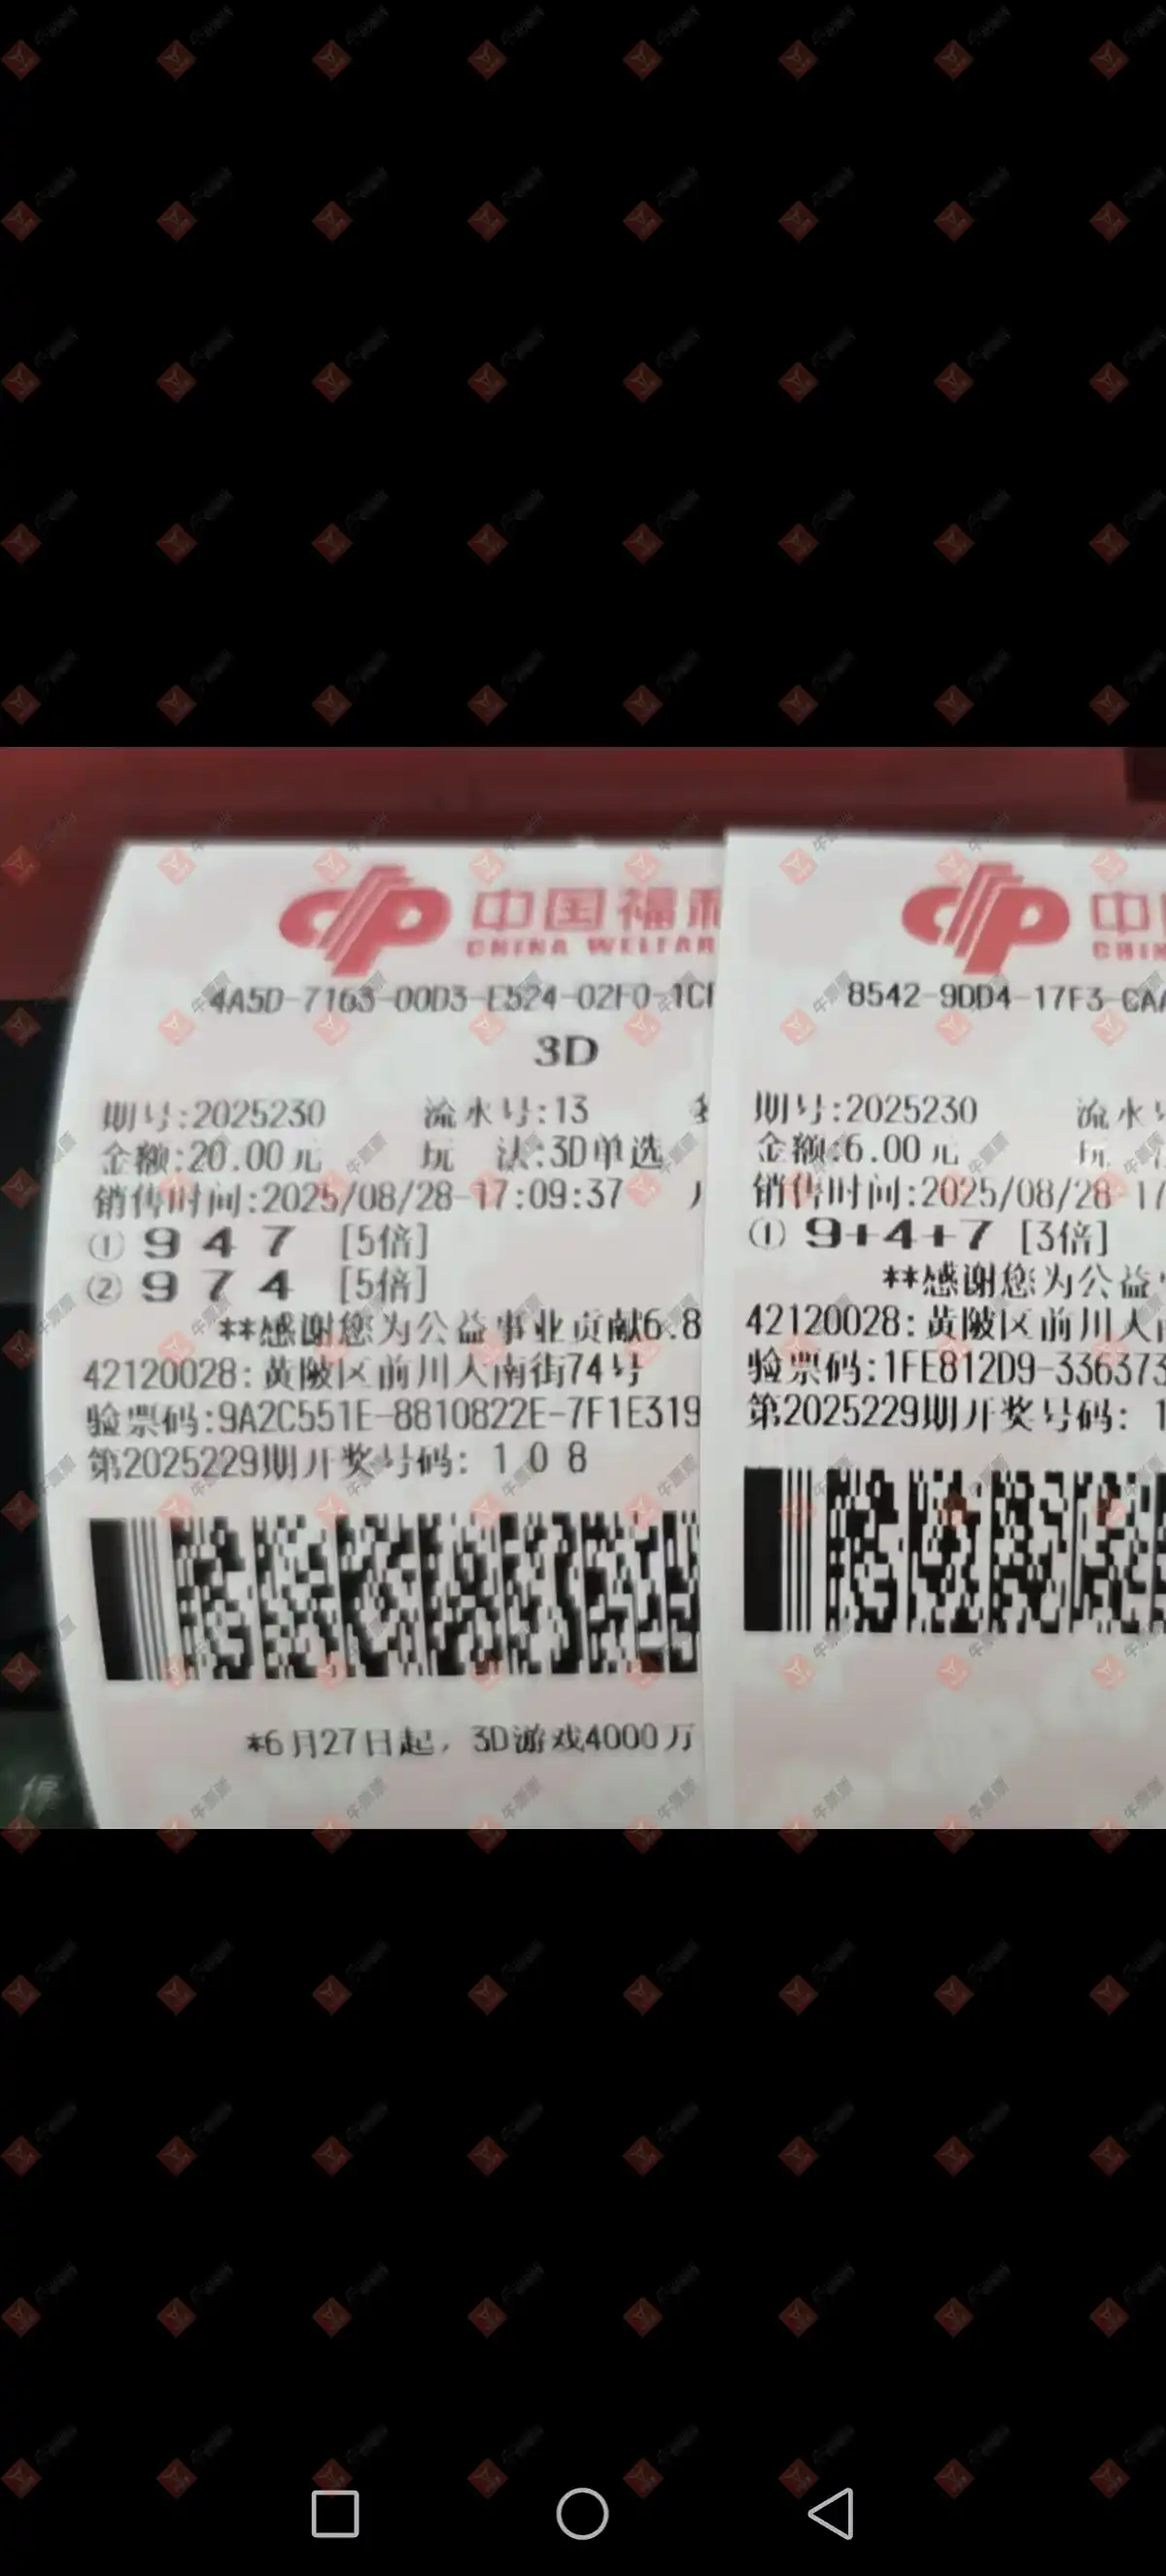 中国福利
CHINA WELFAR
4A5D-7163-00D3-E524-02F0-1CF
3D
期号:2025230 流水号:13
金额:20.00元 玩 法:3D单选
销售时间:2025/08/28-17:09:37
① 9 4 7 [5倍]
② 9 7 4 [5倍]
**感谢您为公益事业贡献6.8
42120028:黄陂区前川人南街74号
验票码:9A2C551E-8810822E-7F1E319
第2025229期开奖号码: 1 0 8
*6月27日起, 3D游戏4000万
中
CHIN
8542-9DD4-17F3-CA
期号:2025230 流水号
金额:6.00元 玩
销售时间:2025/08/28-17
① 9+4+7 [3倍]
**感谢您为公益
42120028:黄陂区前川人
验票码:1FE812D9-336373
第2025229期开奖号码: 1
牛票票